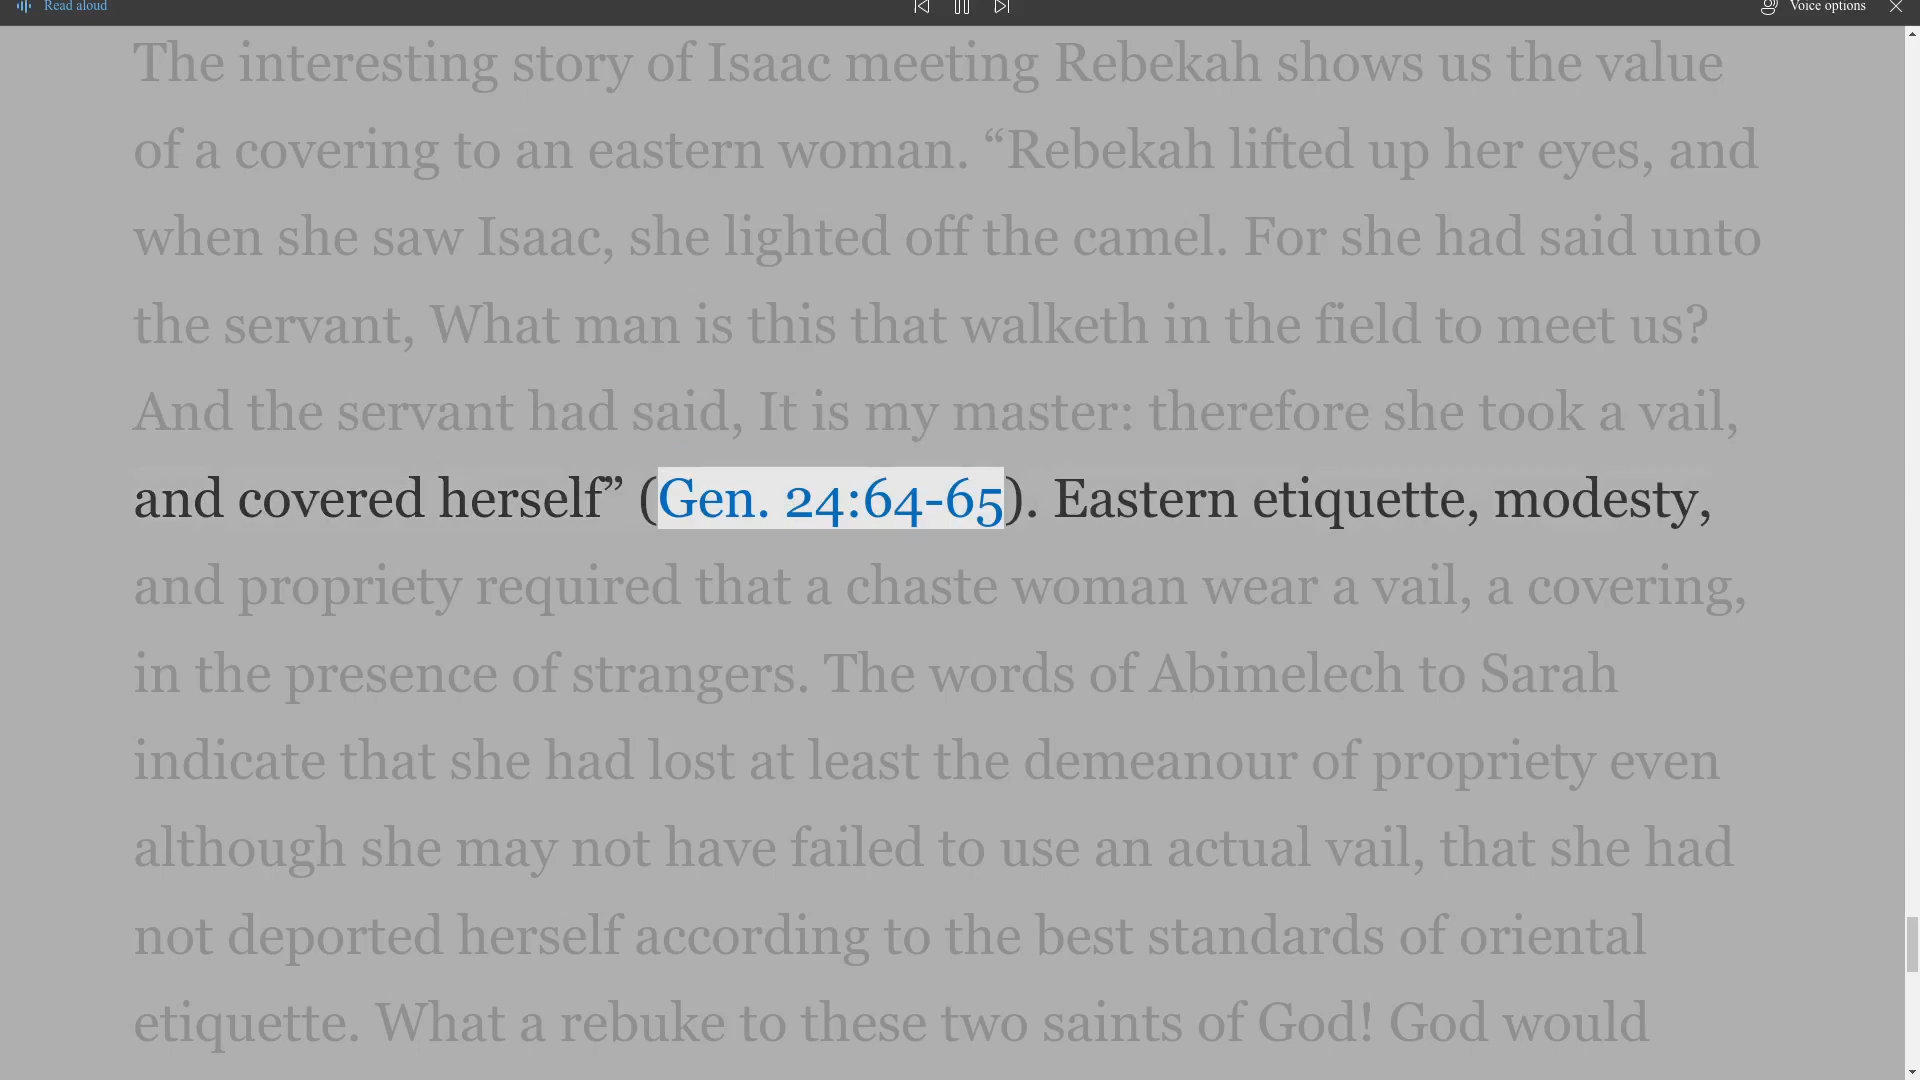 Read aloud
Voice options
The interesting story of Isaac meeting Rebekah shows us the value
of a covering to an eastern woman. “Rebekah lifted up her eyes, and
when she saw Isaac, she lighted off the camel. For she had said unto
the servant, What man is this that walketh in the field to meet us?
And the servant had said, It is my master: therefore she took a vail,
and covered herself” (Gen. 24:64-65). Eastern etiquette, modesty,
and propriety required that a chaste woman wear a vail, a covering,
in the presence of strangers. The words of Abimelech to Sarah
indicate that she had lost at least the demeanour of propriety even
although she may not have failed to use an actual vail, that she had
not deported herself according to the best standards of oriental
etiquette. What a rebuke to these two saints of God! God would